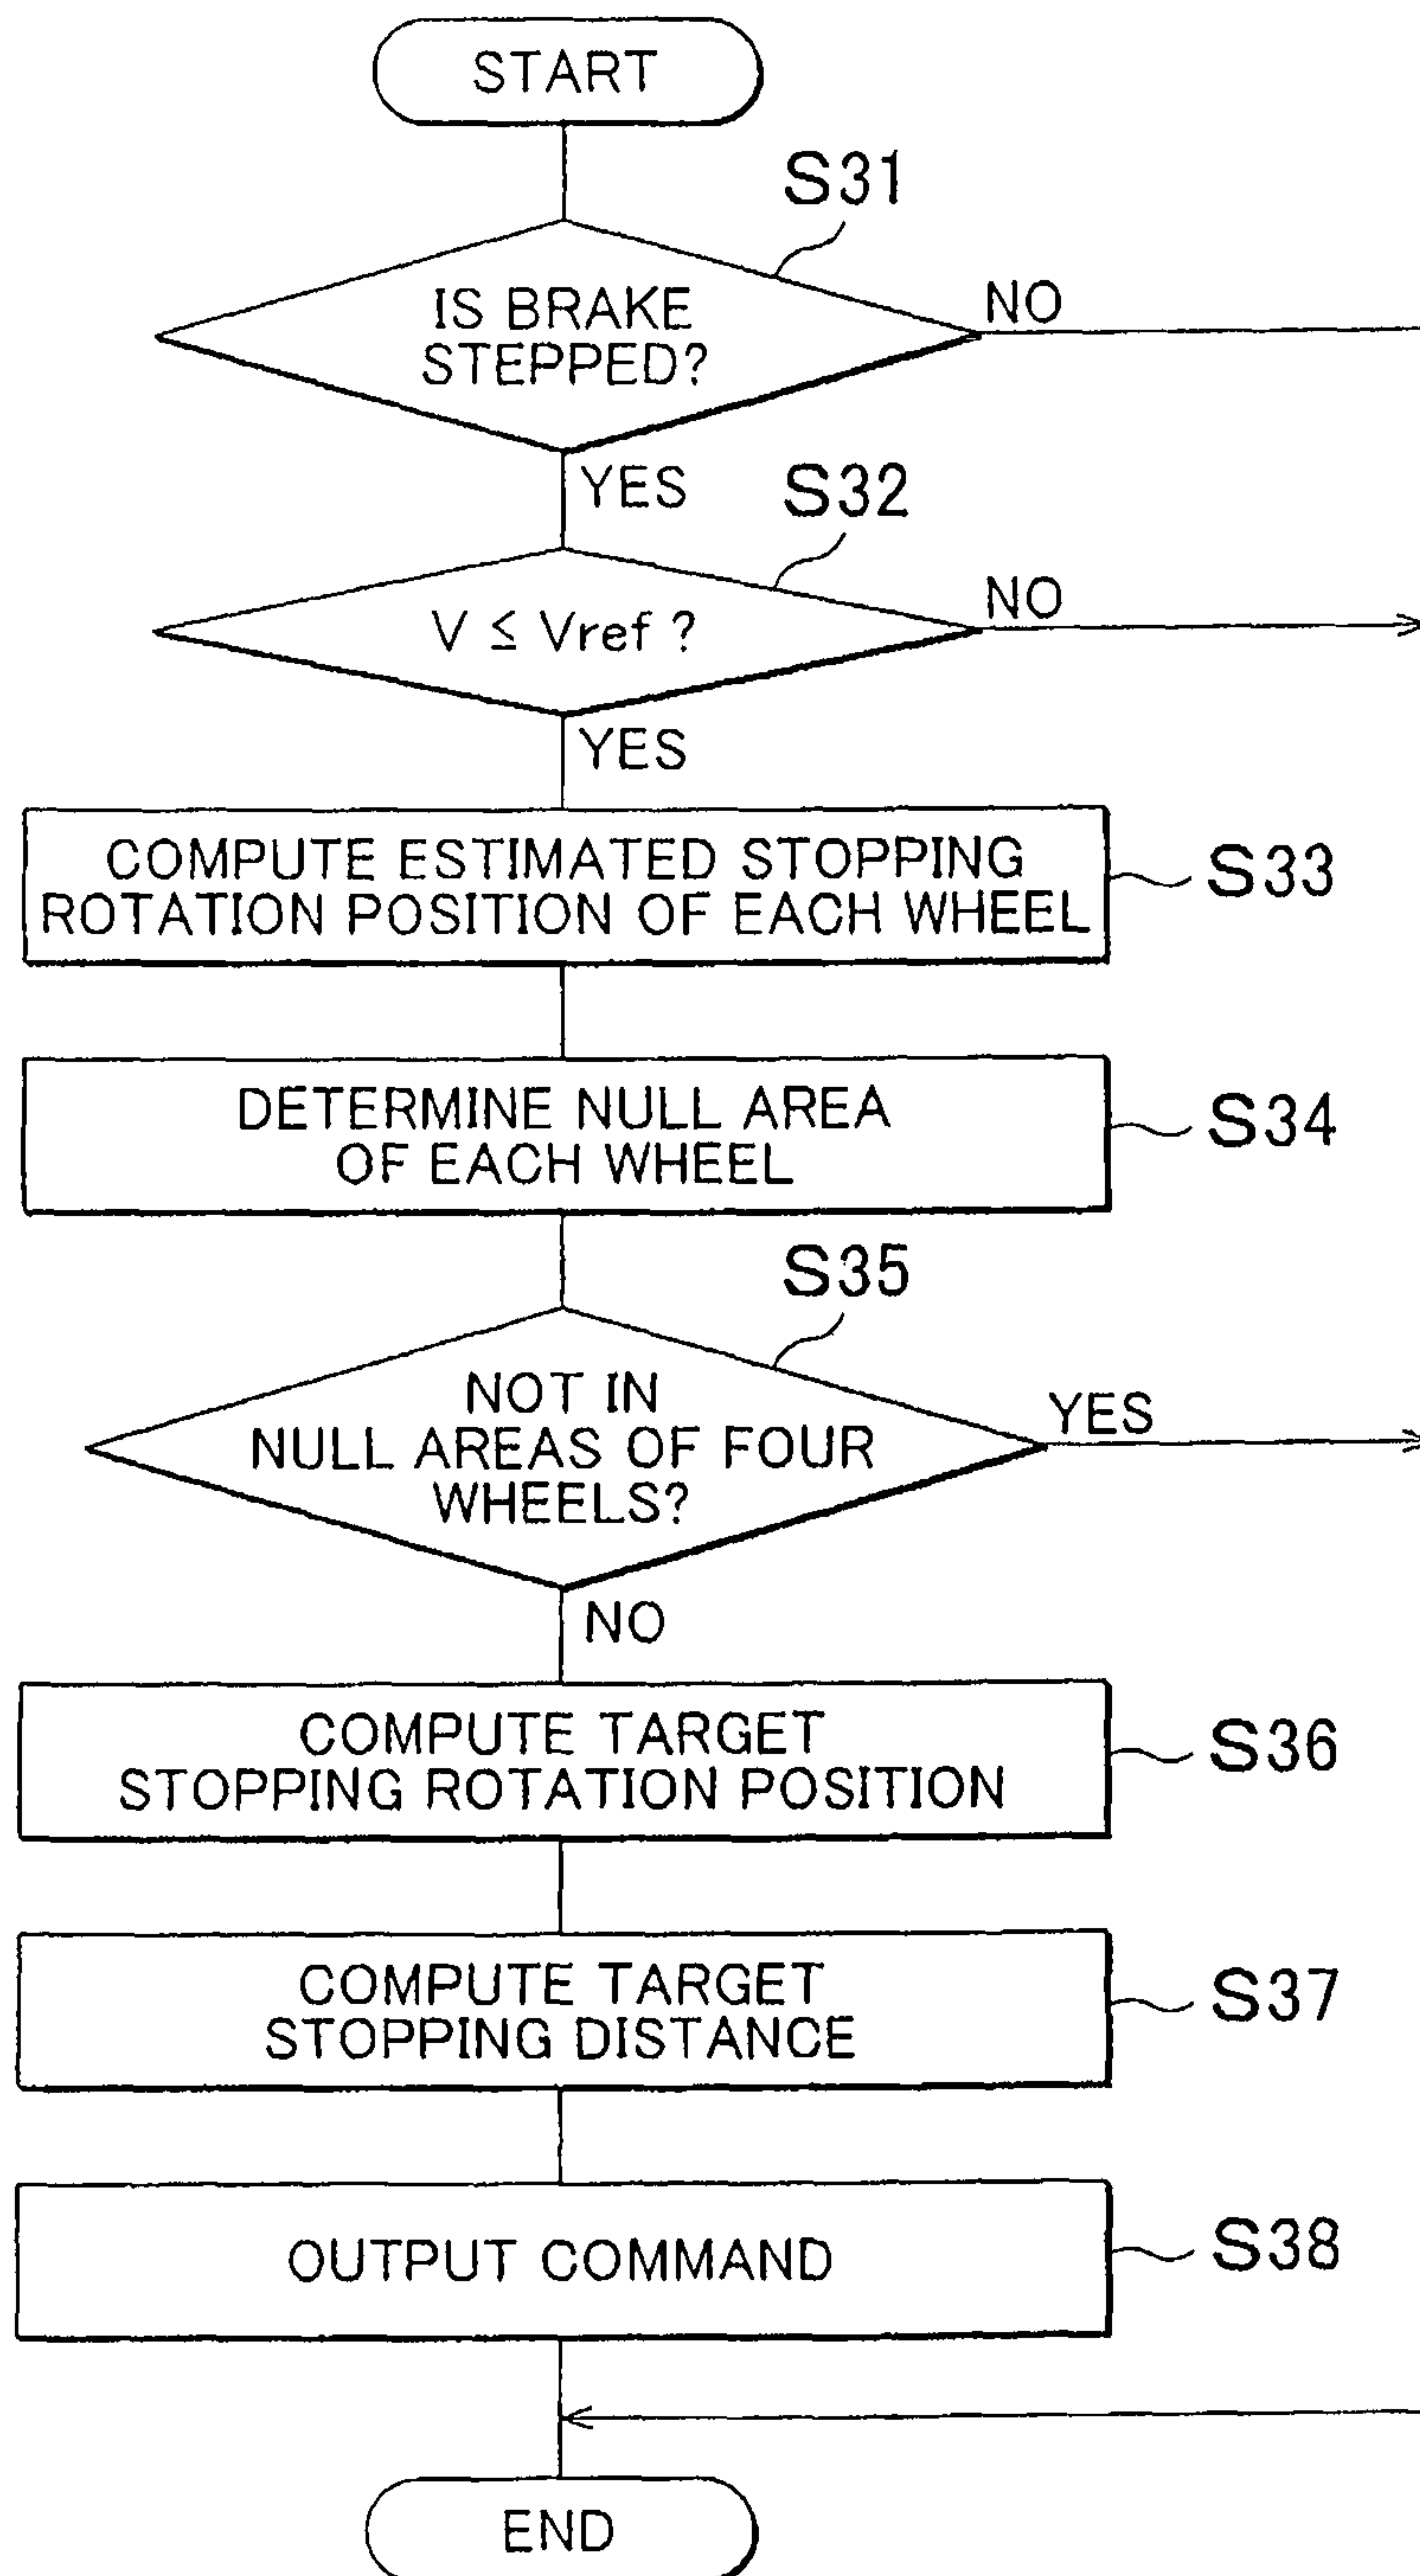 START
S31
IS BRAKE
STEPPED?
NO
YES
S32
V ≤ Vref ?
NO
YES
COMPUTE ESTIMATED STOPPING
ROTATION POSITION OF EACH WHEEL
S33
DETERMINE NULL AREA
OF EACH WHEEL
S34
S35
NOT IN
NULL AREAS OF FOUR
WHEELS?
YES
NO
COMPUTE TARGET
STOPPING ROTATION POSITION
S36
COMPUTE TARGET
STOPPING DISTANCE
S37
OUTPUT COMMAND
S38
END